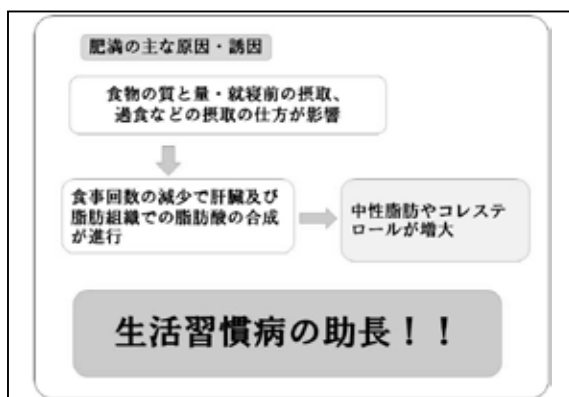 肥満の主な原因・誘因
食物の質と量・就寝前の摂取、
過食などの摂取の仕方が影響
食事回数の減少で肝臓及び
脂肪組織での脂肪酸の合成
が進行
中性脂肪やコレステ
ロールが増大
生活習慣病の助長！！